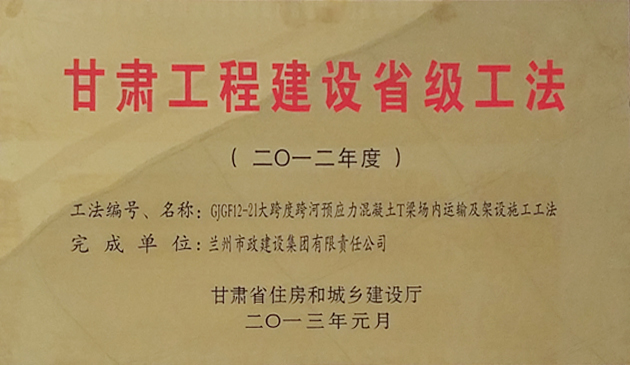 甘肃工程建设省级工法
(二〇一二年度)
工法编号、名称:GJGF12-21大跨度跨河预应力混凝土T梁场内运输及架设施工工法
完成单位:兰州市政建设集团有限责任公司
甘肃省住房和城乡建设厅
二〇一三年元月